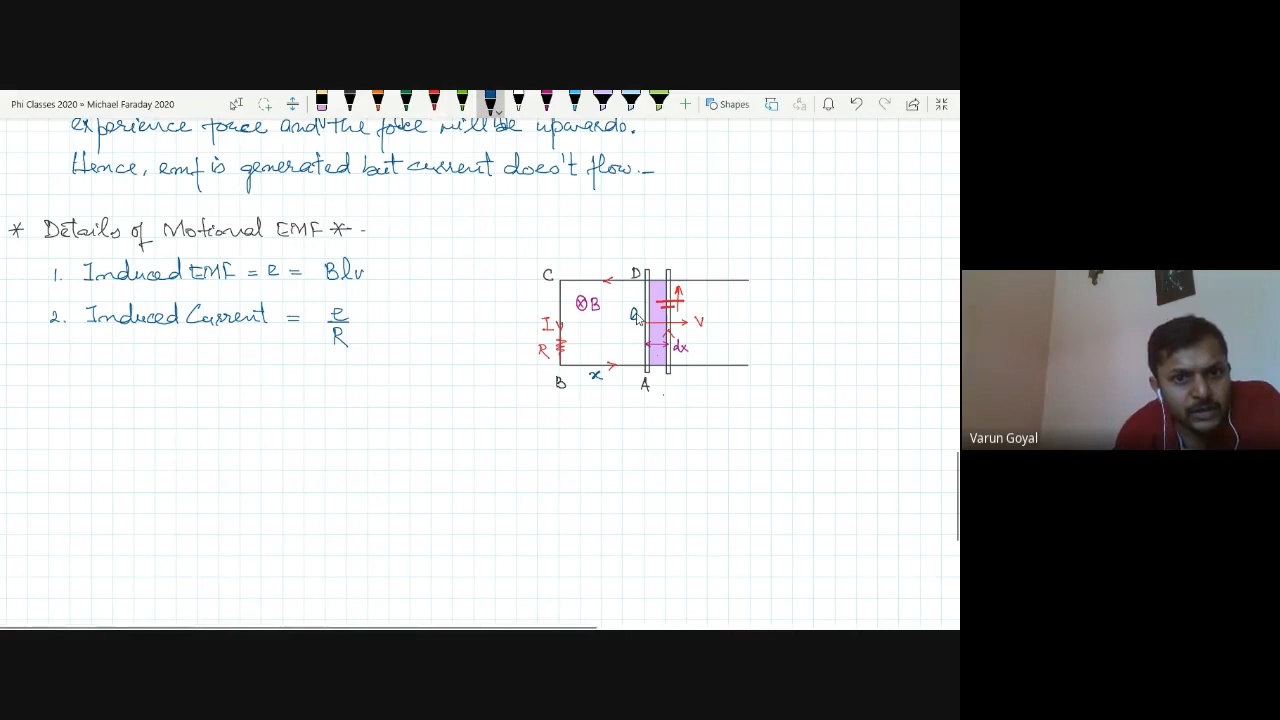 Phi Classes 2020 » Michael Faraday 2020
Shapes
experience force and the force will be upwards.
Hence, emf is generated but current does't flow.
* Details of Motional EMF * -
1. Induced EMF = e = Blv
2. Induced Current = e/R
C D
⊗B
l
I
V
R
dx
x
B A
Varun Goyal